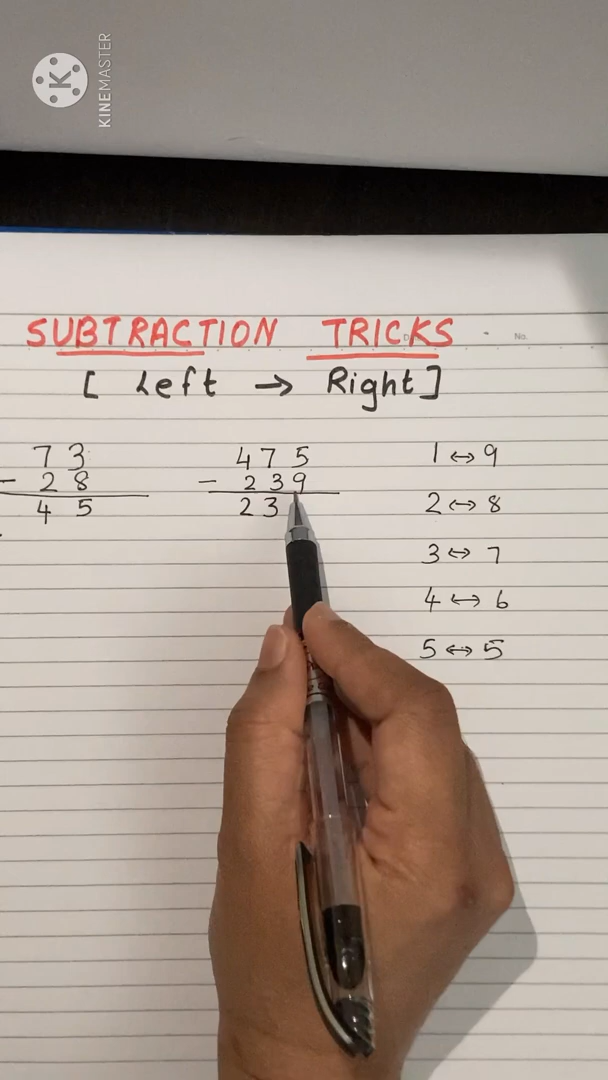 KINEMASTER
SUBTRACTION TRICKS
No.
[ Left → Right ]
73
- 28
45
475
- 239
23
1 ↔ 9
2 ↔ 8
3 ↔ 7
4 ↔ 6
5 ↔ 5